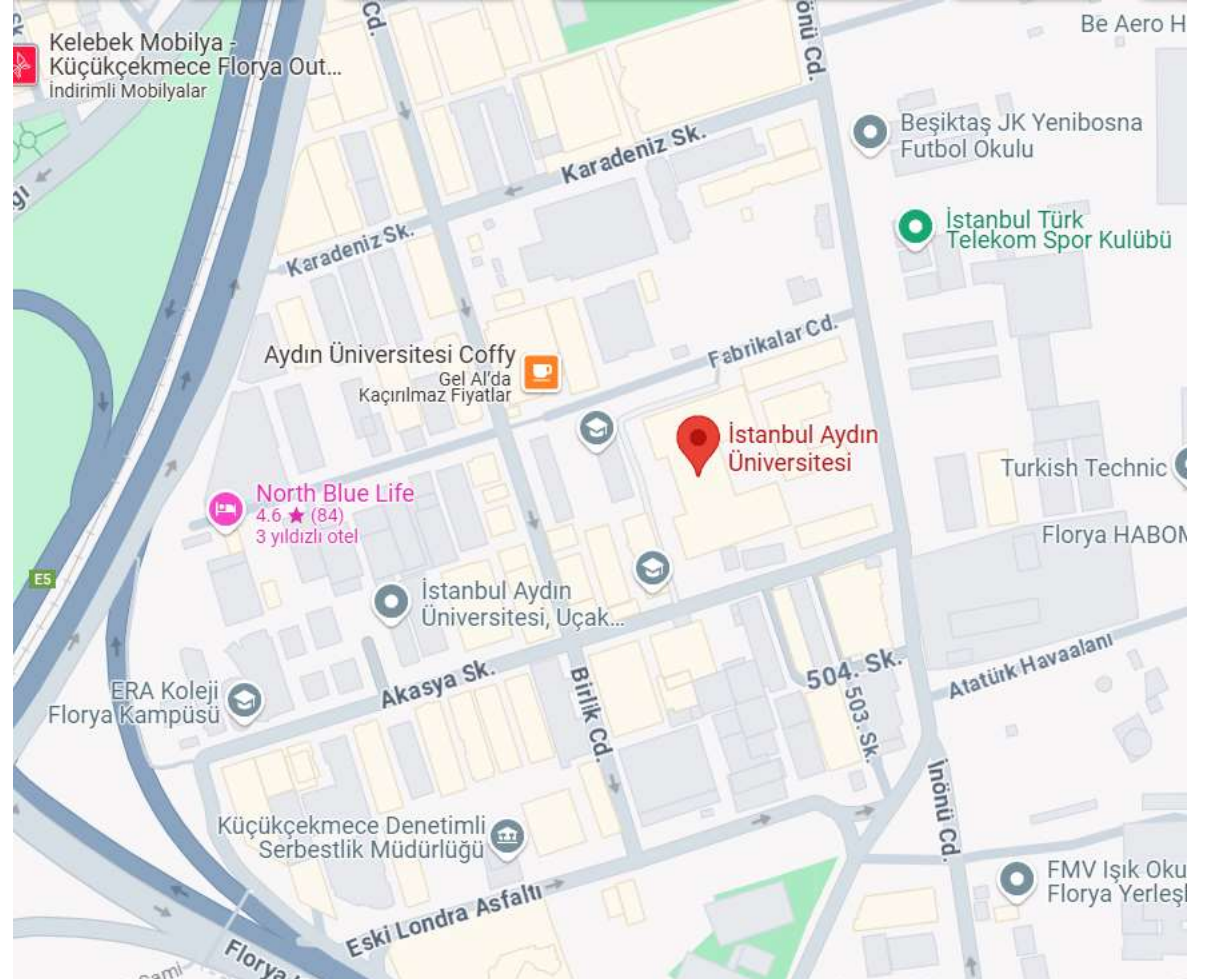 Cd.
önü Cd.
Be Aero H
Kelebek Mobilya -
Küçükçekmece Florya Out...
İndirimli Mobilyalar
Beşiktaş JK Yenibosna
Futbol Okulu
Karadeniz Sk.
İstanbul Türk
Telekom Spor Kulübü
Karadeniz Sk.
Fabrikalar Cd.
Aydın Üniversitesi Coffy
Gel Al'da
Kaçırılmaz Fiyatlar
İstanbul Aydın
Üniversitesi
Turkish Technic
North Blue Life
4.6 ★ (84)
3 yıldızlı otel
Florya HABOM
E5
İstanbul Aydın
Üniversitesi, Uçak...
Atatürk Havaalanı
504. Sk.
503. Sk.
Akasya Sk.
Birlik Cd.
ERA Koleji
Florya Kampüsü
İnönü Cd.
Küçükçekmece Denetimli
Serbestlik Müdürlüğü
FMV Işık Oku
Florya Yerleşk
Eski Londra Asfaltı
Florya
Sami